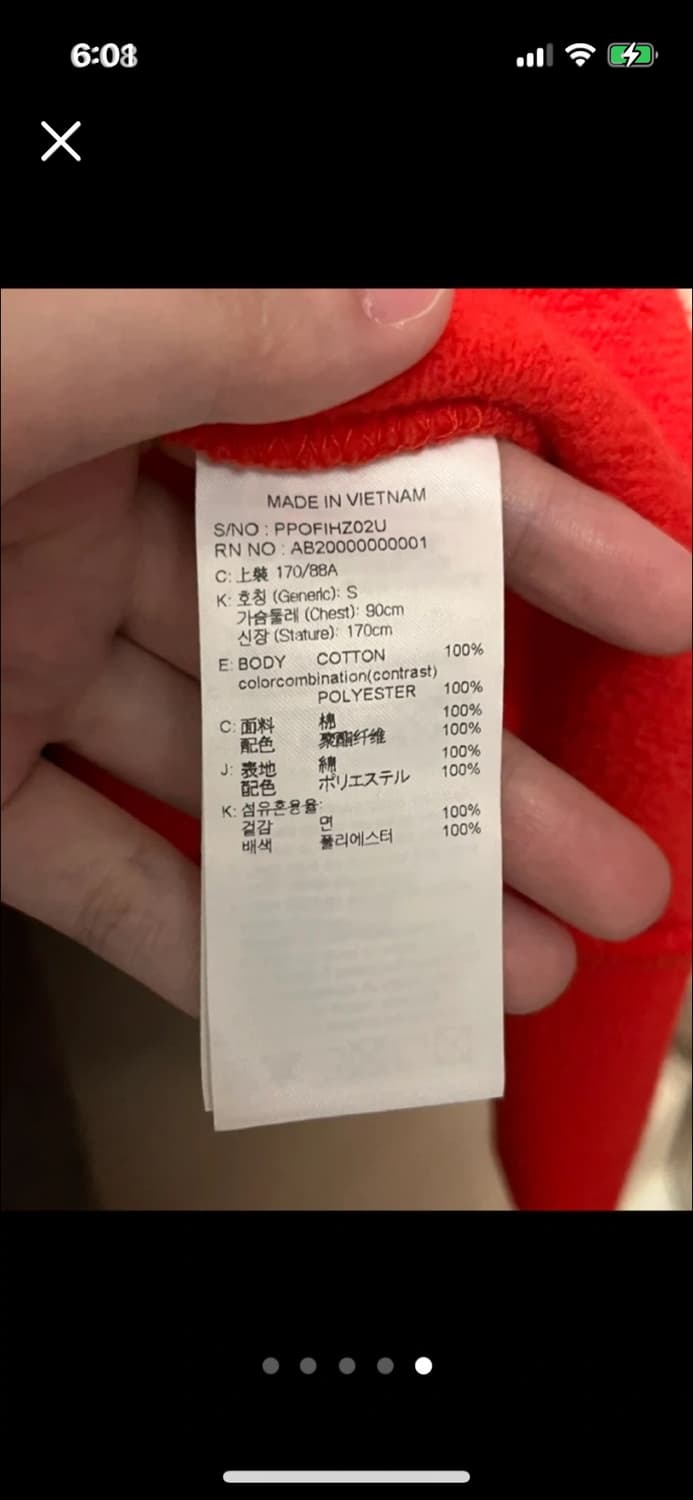 MADE IN VIETNAM
S/NO : PPOFIHZ02U
RN NO : AB20000000001
C: 上裝 170/88A
K: 호칭 (Generic): S
가슴둘레 (Chest): 90cm
신장 (Stature): 170cm
E: BODY COTTON 100%
colorcombination(contrast)
POLYESTER 100%
C: 面料 棉 100%
配色 聚酯纤维 100%
J: 表地 綿 100%
配色 ポリエステル 100%
K: 섬유혼용율:
겉감 면 100%
배색 폴리에스터 100%